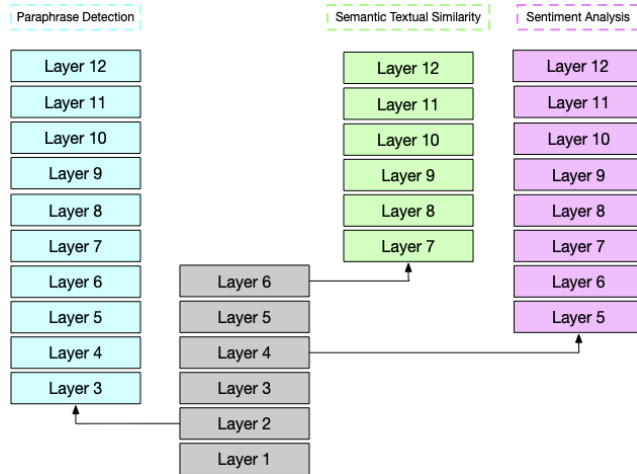 Paraphrase Detection
Semantic Textual Similarity
Sentiment Analysis
Layer 12
Layer 11
Layer 10
Layer 9
Layer 8
Layer 7
Layer 6
Layer 5
Layer 4
Layer 3
Layer 6
Layer 5
Layer 4
Layer 3
Layer 2
Layer 1
Layer 12
Layer 11
Layer 10
Layer 9
Layer 8
Layer 7
Layer 12
Layer 11
Layer 10
Layer 9
Layer 8
Layer 7
Layer 6
Layer 5